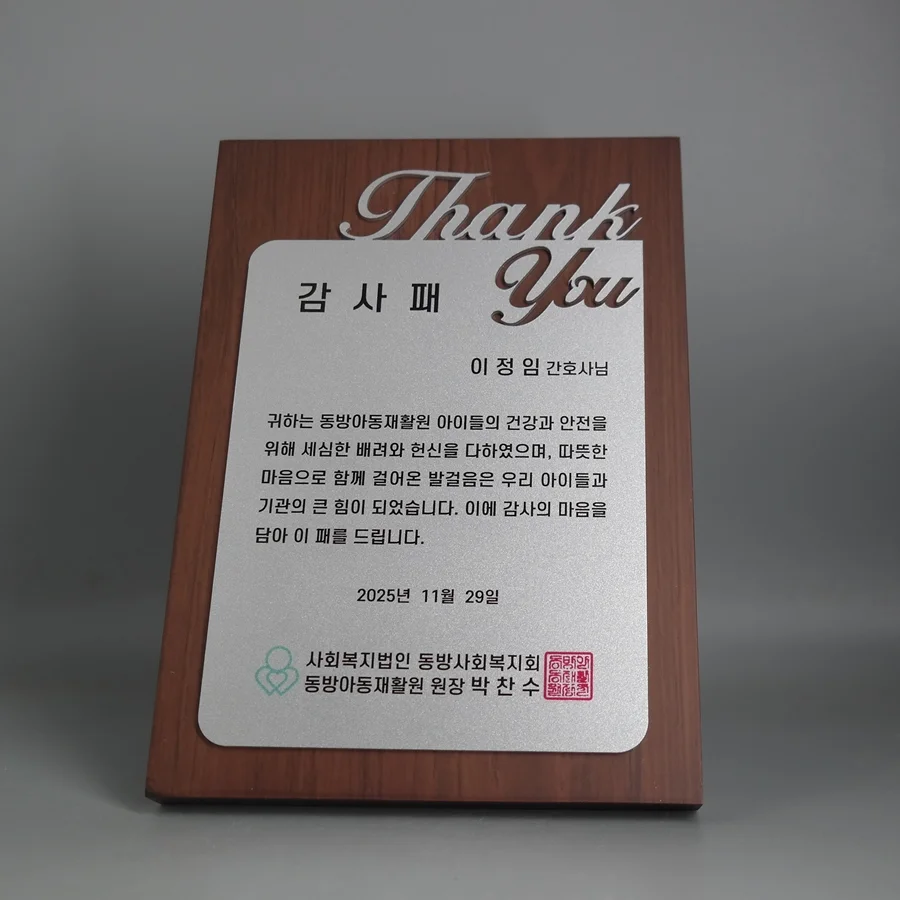 Thank
You
감 사 패
이 정 임 간호사님
귀하는 동방아동재활원 아이들의 건강과 안전을
위해 세심한 배려와 헌신을 다하였으며, 따뜻한
마음으로 함께 걸어온 발걸음은 우리 아이들과
기관의 큰 힘이 되었습니다. 이에 감사의 마음을
담아 이 패를 드립니다.
2025년 11월 29일
사회복지법인 동방사회복지회
동방아동재활원 원장 박 찬 수